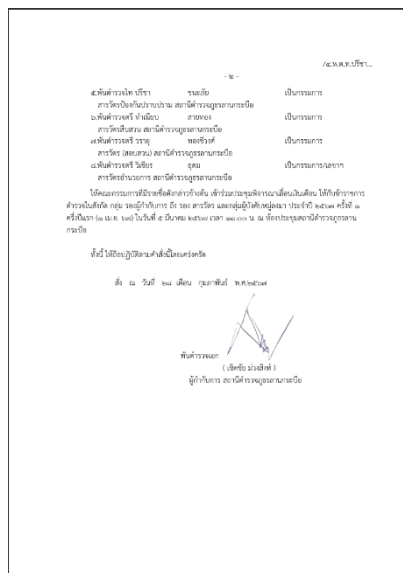 /๔.พ.ต.ท.ปรีชา...
- ๒ -
๕.พันตำรวจโท ปรีชา ชนะภัย เป็นกรรมการ
สารวัตรป้องกันปราบปราม สถานีตำรวจภูธรลานกระบือ
๖.พันตำรวจตรี ทำเนียบ สายทอง เป็นกรรมการ
สารวัตรสืบสวน สถานีตำรวจภูธรลานกระบือ
๗.พันตำรวจตรี วรายุ ทองชีวงค์ เป็นกรรมการ
สารวัตร (สอบสวน) สถานีตำรวจภูธรลานกระบือ
๘.พันตำรวจตรี วิเชียร อุดม เป็นกรรมการ/เลขาฯ
สารวัตรอำนวยการ สถานีตำรวจภูธรลานกระบือ
ให้คณะกรรมการที่มีรายชื่อดังกล่าวข้างต้น เข้าร่วมประชุมพิจารณาเลื่อนเงินเดือน ให้กับข้าราชการ
ตำรวจในสังกัด กลุ่ม รองผู้กำกับการ ถึง รอง สารวัตร และกลุ่มผู้บังคับหมู่ลงมา ประจำปี ๒๕๖๗ ครั้งที่ ๑
ครึ่งปีแรก (๑ เม.ย. ๖๗) ในวันที่ ๕ มีนาคม ๒๕๖๗ เวลา ๑๑.๐๐ น. ณ ห้องประชุมสถานีตำรวจภูธรลาน
กระบือ
ทั้งนี้ ให้ถือปฏิบัติตามคำสั่งนี้โดยเคร่งครัด
สั่ง ณ วันที่ ๒๘ เดือน กุมภาพันธ์ พ.ศ.๒๕๖๗
พันตำรวจเอก
( เชิดชัย ม่วงสิงห์ )
ผู้กำกับการ สถานีตำรวจภูธรลานกระบือ